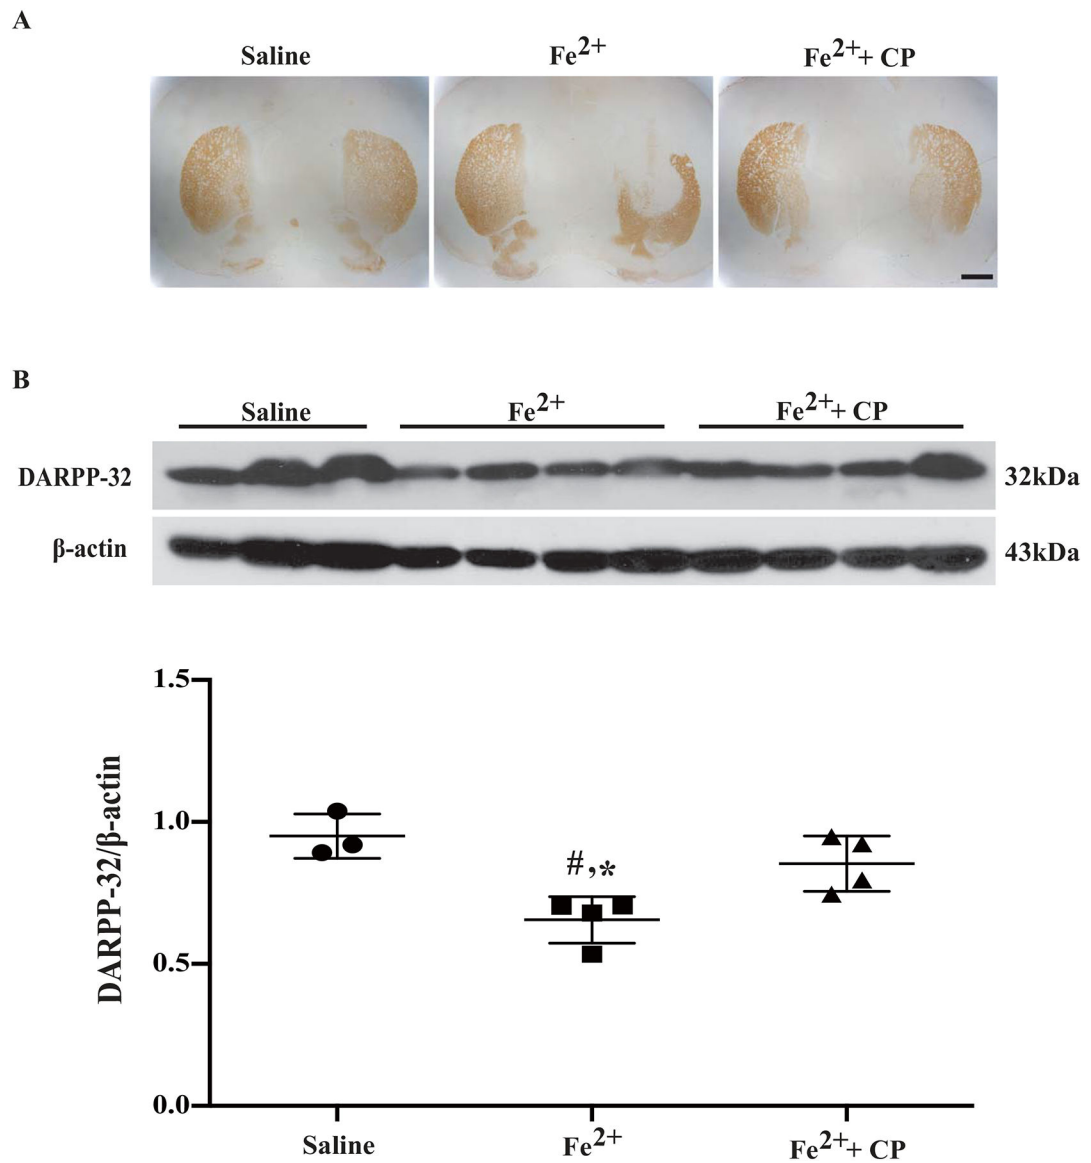 A
Saline Fe2+ Fe2++ CP
B
Saline Fe2+ Fe2++ CP
DARPP-32 32kDa
β-actin 43kDa
1.5
1.0
0.5
0.0
DARPP-32/β-actin
#,*
Saline Fe2+ Fe2++ CP